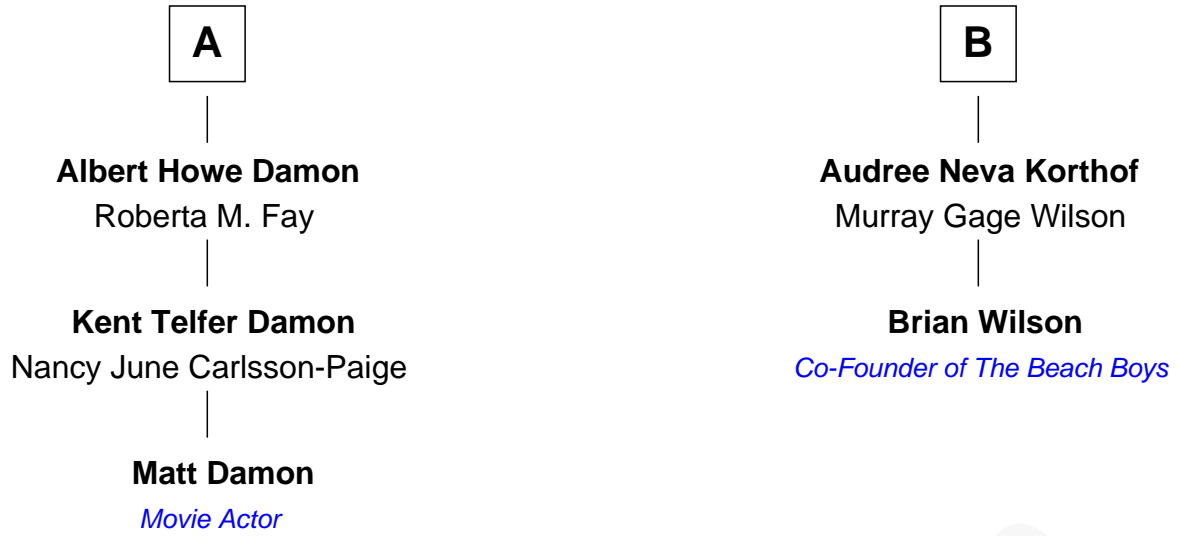 A
Albert Howe Damon
Roberta M. Fay
Kent Telfer Damon
Nancy June Carlsson-Paige
Matt Damon
Movie Actor
B
Audree Neva Korthof
Murray Gage Wilson
Brian Wilson
Co-Founder of The Beach Boys